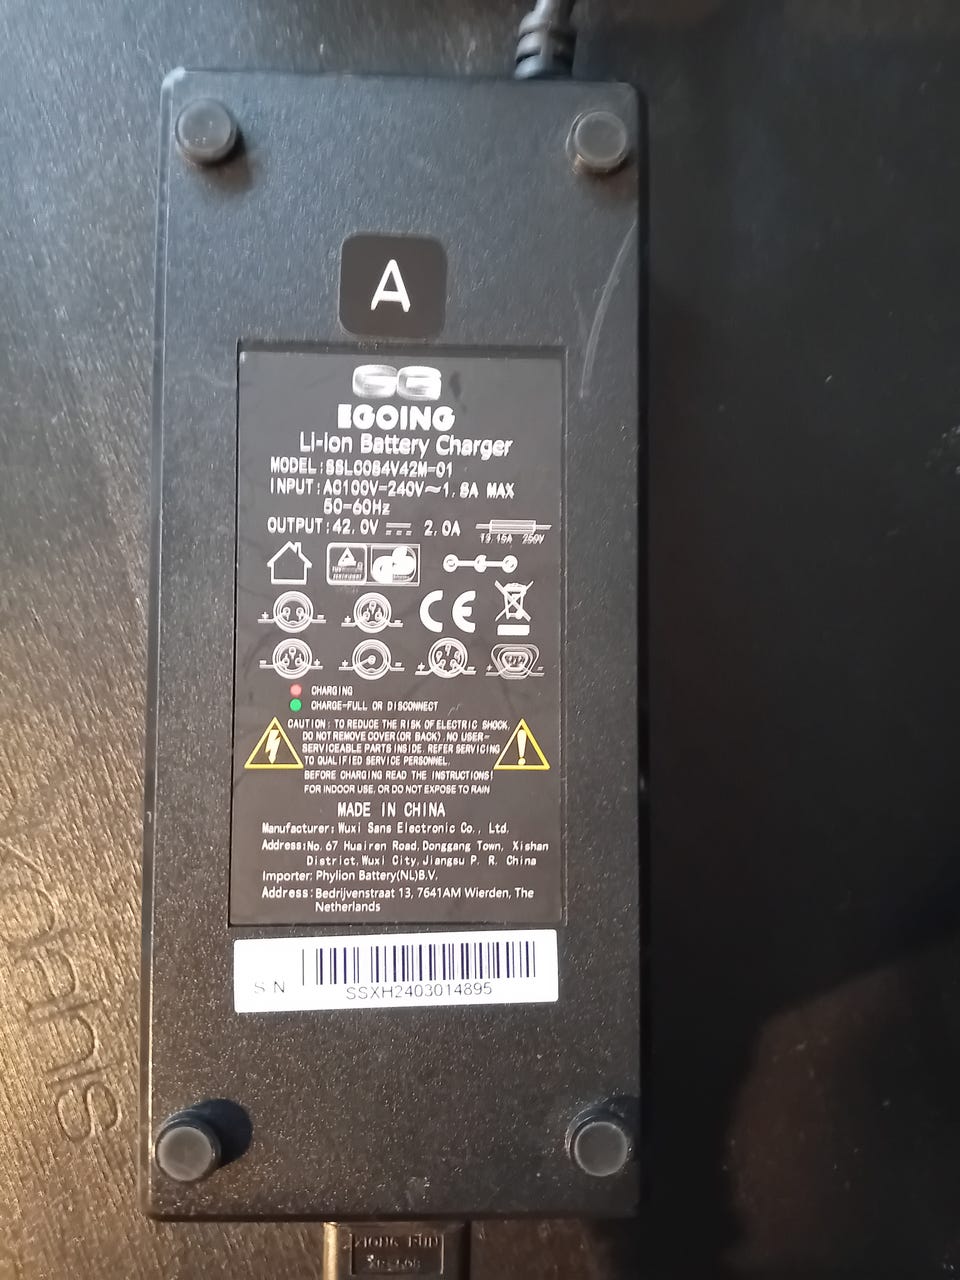 A
GG
EGOING
Li-ion Battery Charger
MODEL:SSLC084V42M-01
INPUT:AC100V-240V~1.8A MAX
50-60Hz
OUTPUT:42.0V 2.0A
T3.15A 250V
CE
CHARGING
CHARGE-FULL OR DISCONNECT
CAUTION: TO REDUCE THE RISK OF ELECTRIC SHOCK,
DO NOT REMOVE COVER(OR BACK). NO USER-
SERVICEABLE PARTS INSIDE. REFER SERVICING
TO QUALIFIED SERVICE PERSONNEL.
BEFORE CHARGING READ THE INSTRUCTIONS!
FOR INDOOR USE, OR DO NOT EXPOSE TO RAIN
MADE IN CHINA
Manufacturer: Wuxi Sans Electronic Co., Ltd.
Address: No. 67 Huairen Road, Donggang Town, Xishan
District, Wuxi City, Jiangsu P. R. China
Importer: Phylion Battery(NL)B.V.
Address: Bedrijvenstraat 13, 7641AM Wierden, The
Netherlands
S N
SSXH2403014895